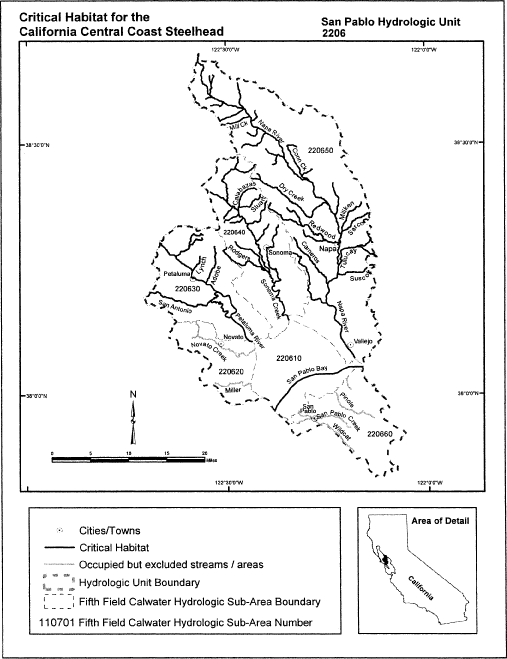 Critical Habitat for the
California Central Coast Steelhead
San Pablo Hydrologic Unit
2206
122°30'0"W
122°0'0"W
38°30'0"N
38°30'0"N
Mill Ck
Napa River
Conn Ck
220650
Calabazas
Stuart
Dry Creek
Milliken
Sarco
Redwood
220640
Napa
Tulucay
Rodgers
Sonoma
Carneros
Suscol
Lynch
Petaluma
Adobe
220630
Sonoma Creek
San Antonio
Napa River
Petaluma River
Novato
Vallejo
Novato Creek
220610
220620
San Pablo Bay
38°0'0"N
38°0'0"N
Miller
Pinole
N
San
Pablo
San Pablo Creek
Wildcat
220660
0 5 10 15 20
Miles
122°30'0"W
122°0'0"W
Cities/Towns
Critical Habitat
Occupied but excluded streams / areas
Hydrologic Unit Boundary
Fifth Field Calwater Hydrologic Sub-Area Boundary
110701 Fifth Field Calwater Hydrologic Sub-Area Number
Area of Detail
California